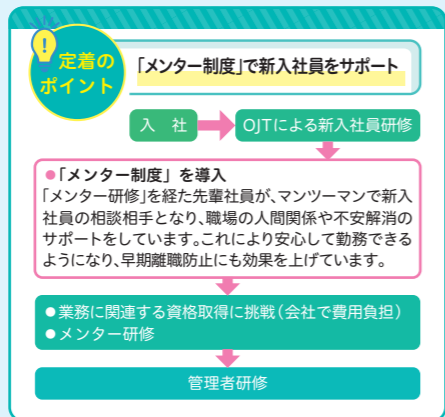 定着の
ポイント
「メンター制度」で新入社員をサポート
入 社
OJTによる新入社員研修
●「メンター制度」を導入
「メンター研修」を経た先輩社員が、マンツーマンで新入
社員の相談相手となり、職場の人間関係や不安解消の
サポートをしています。これにより安心して勤務できる
ようになり、早期離職防止にも効果を上げています。
●業務に関連する資格取得に挑戦(会社で費用負担)
●メンター研修
管理者研修